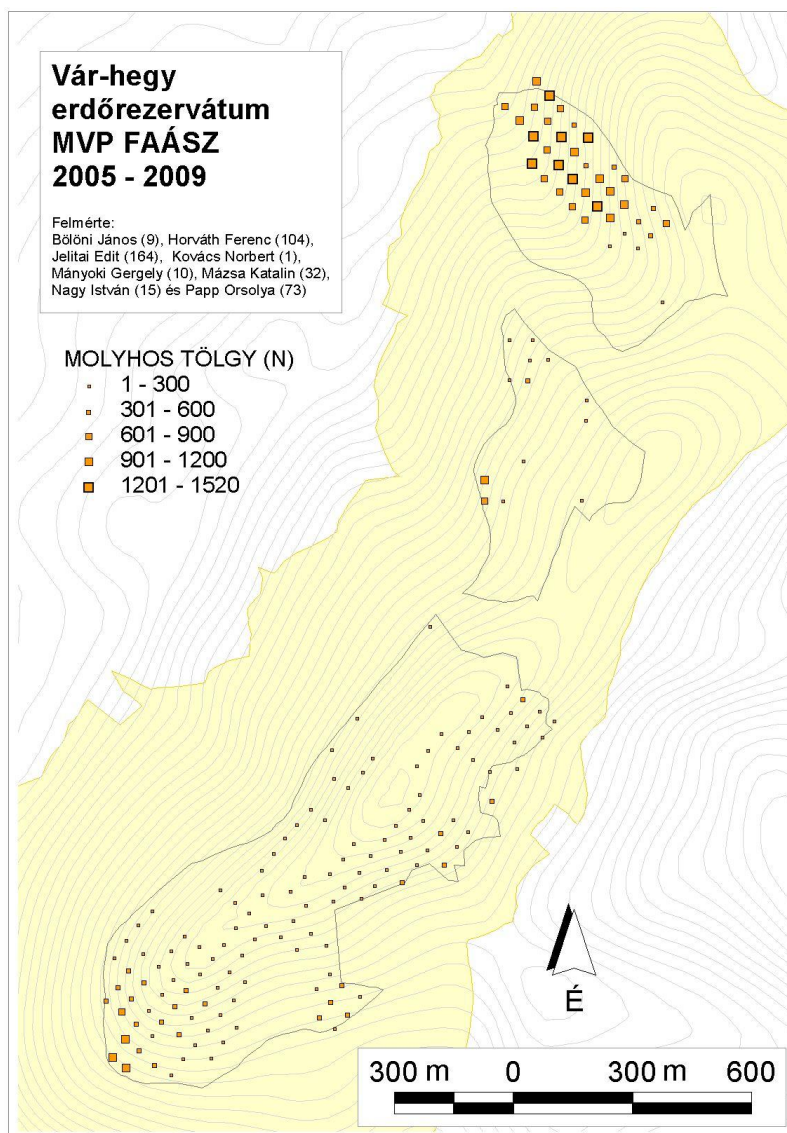 Vár-hegy
erdőrezervátum
MVP FAÁSZ
2005 - 2009
Felmérte:
Bölöni János (9), Horváth Ferenc (104),
Jelitai Edit (164), Kovács Norbert (1),
Mányoki Gergely (10), Mázsa Katalin (32),
Nagy István (15) és Papp Orsolya (73)
MOLYHOS TÖLGY (N)
1 - 300
301 - 600
601 - 900
901 - 1200
1201 - 1520
É
300 m 0 300 m 600